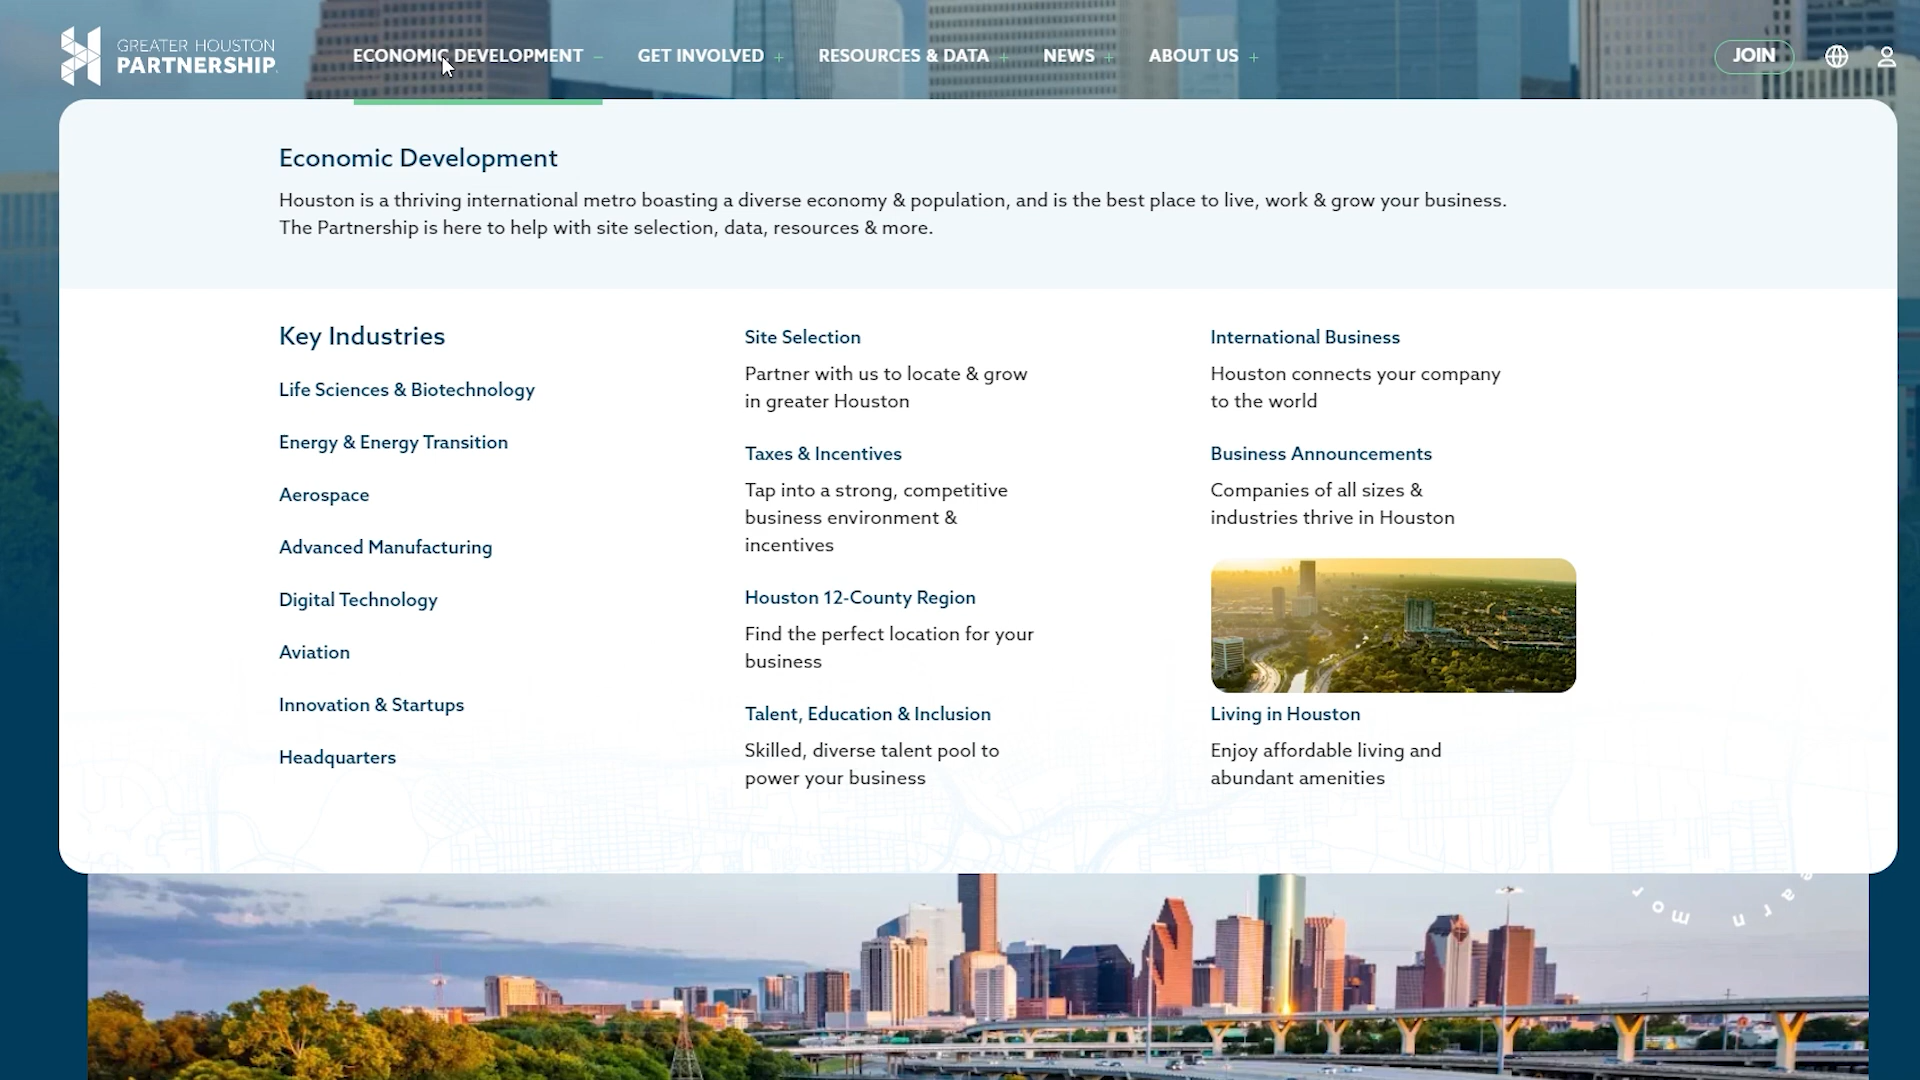 GREATER HOUSTON
PARTNERSHIP
ECONOMIC DEVELOPMENT –
GET INVOLVED +
RESOURCES & DATA +
NEWS +
ABOUT US +
JOIN
Economic Development
Houston is a thriving international metro boasting a diverse economy & population, and is the best place to live, work & grow your business.
The Partnership is here to help with site selection, data, resources & more.
Key Industries
Life Sciences & Biotechnology
Energy & Energy Transition
Aerospace
Advanced Manufacturing
Digital Technology
Aviation
Innovation & Startups
Headquarters
Site Selection
Partner with us to locate & grow
in greater Houston
Taxes & Incentives
Tap into a strong, competitive
business environment &
incentives
Houston 12-County Region
Find the perfect location for your
business
Talent, Education & Inclusion
Skilled, diverse talent pool to
power your business
International Business
Houston connects your company
to the world
Business Announcements
Companies of all sizes &
industries thrive in Houston
Living in Houston
Enjoy affordable living and
abundant amenities